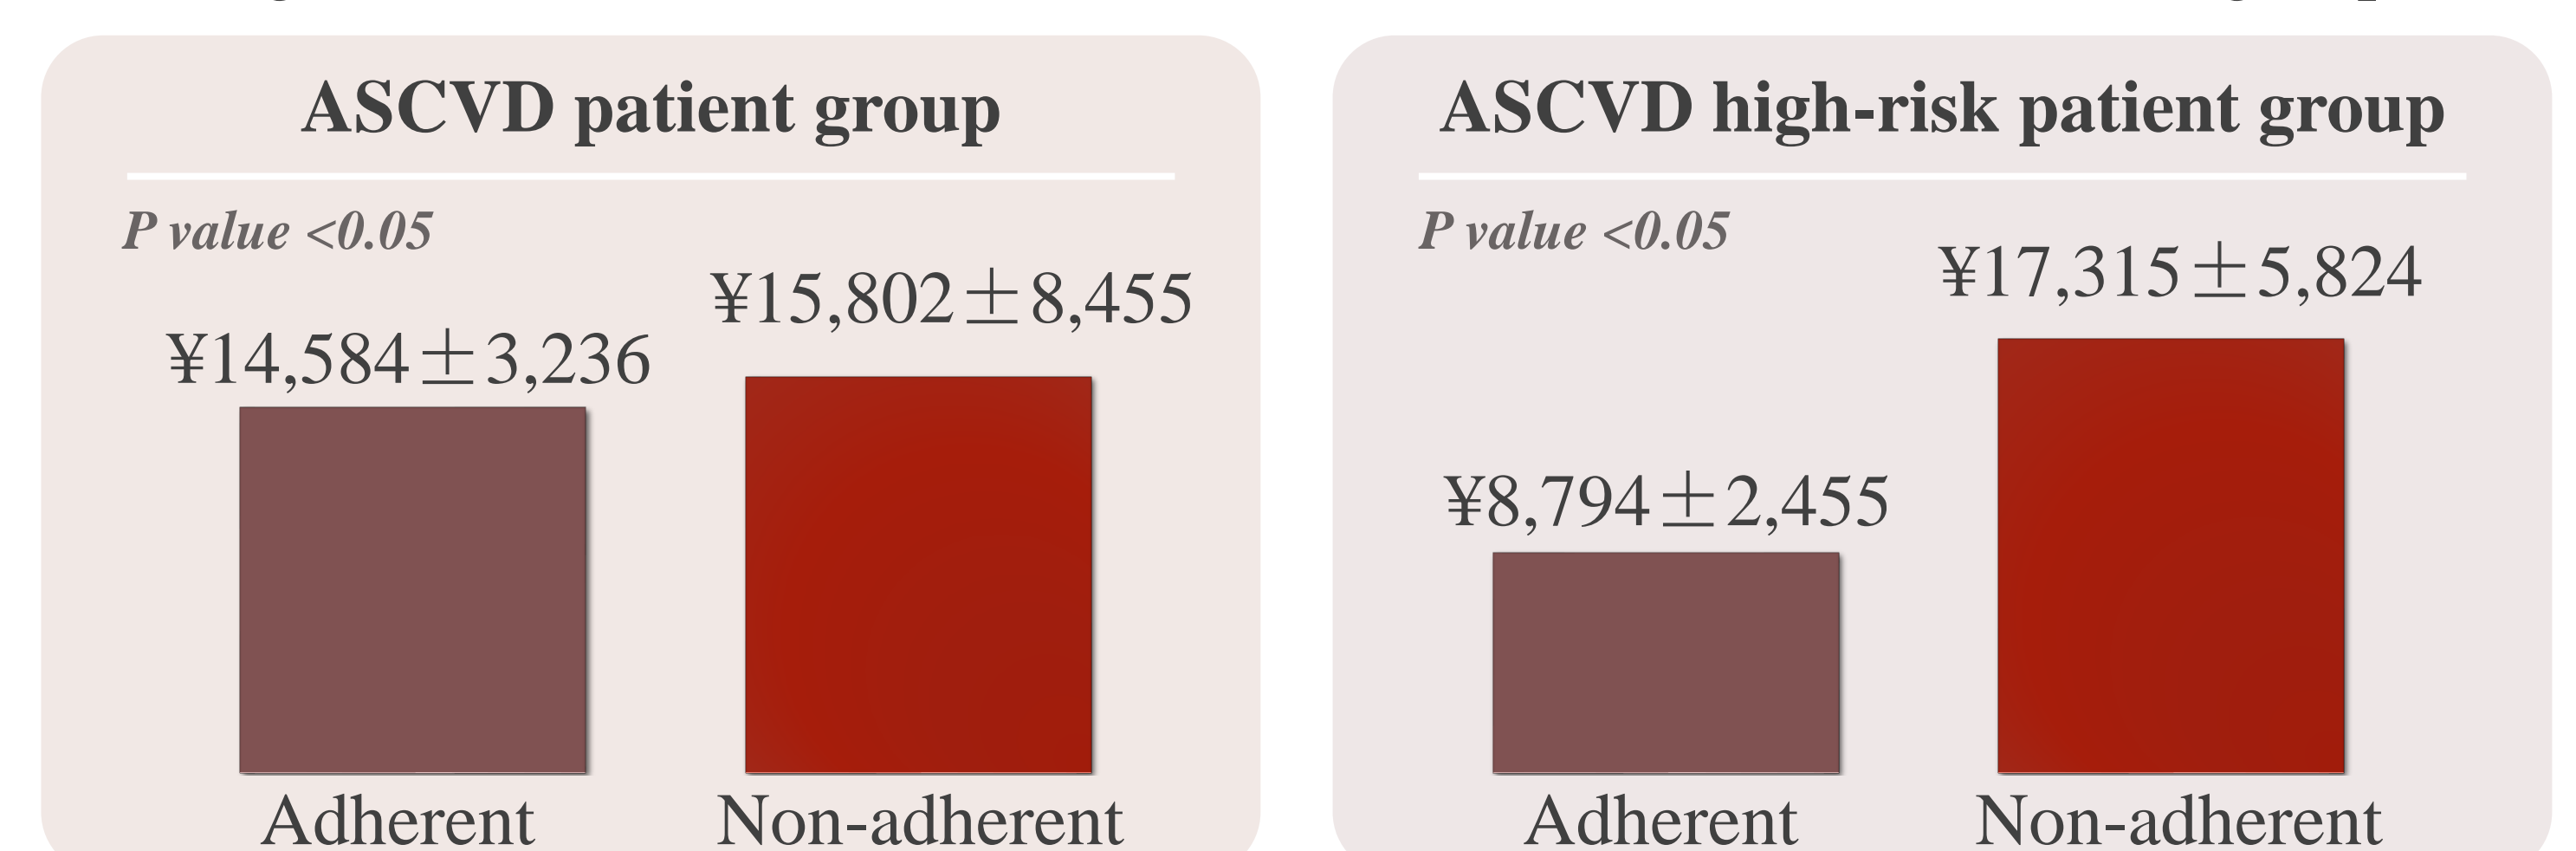 ASCVD patient group
P value <0.05
¥15,802±8,455
¥14,584±3,236
Adherent
Non-adherent
ASCVD high-risk patient group
P value <0.05
¥17,315±5,824
¥8,794±2,455
Adherent
Non-adherent